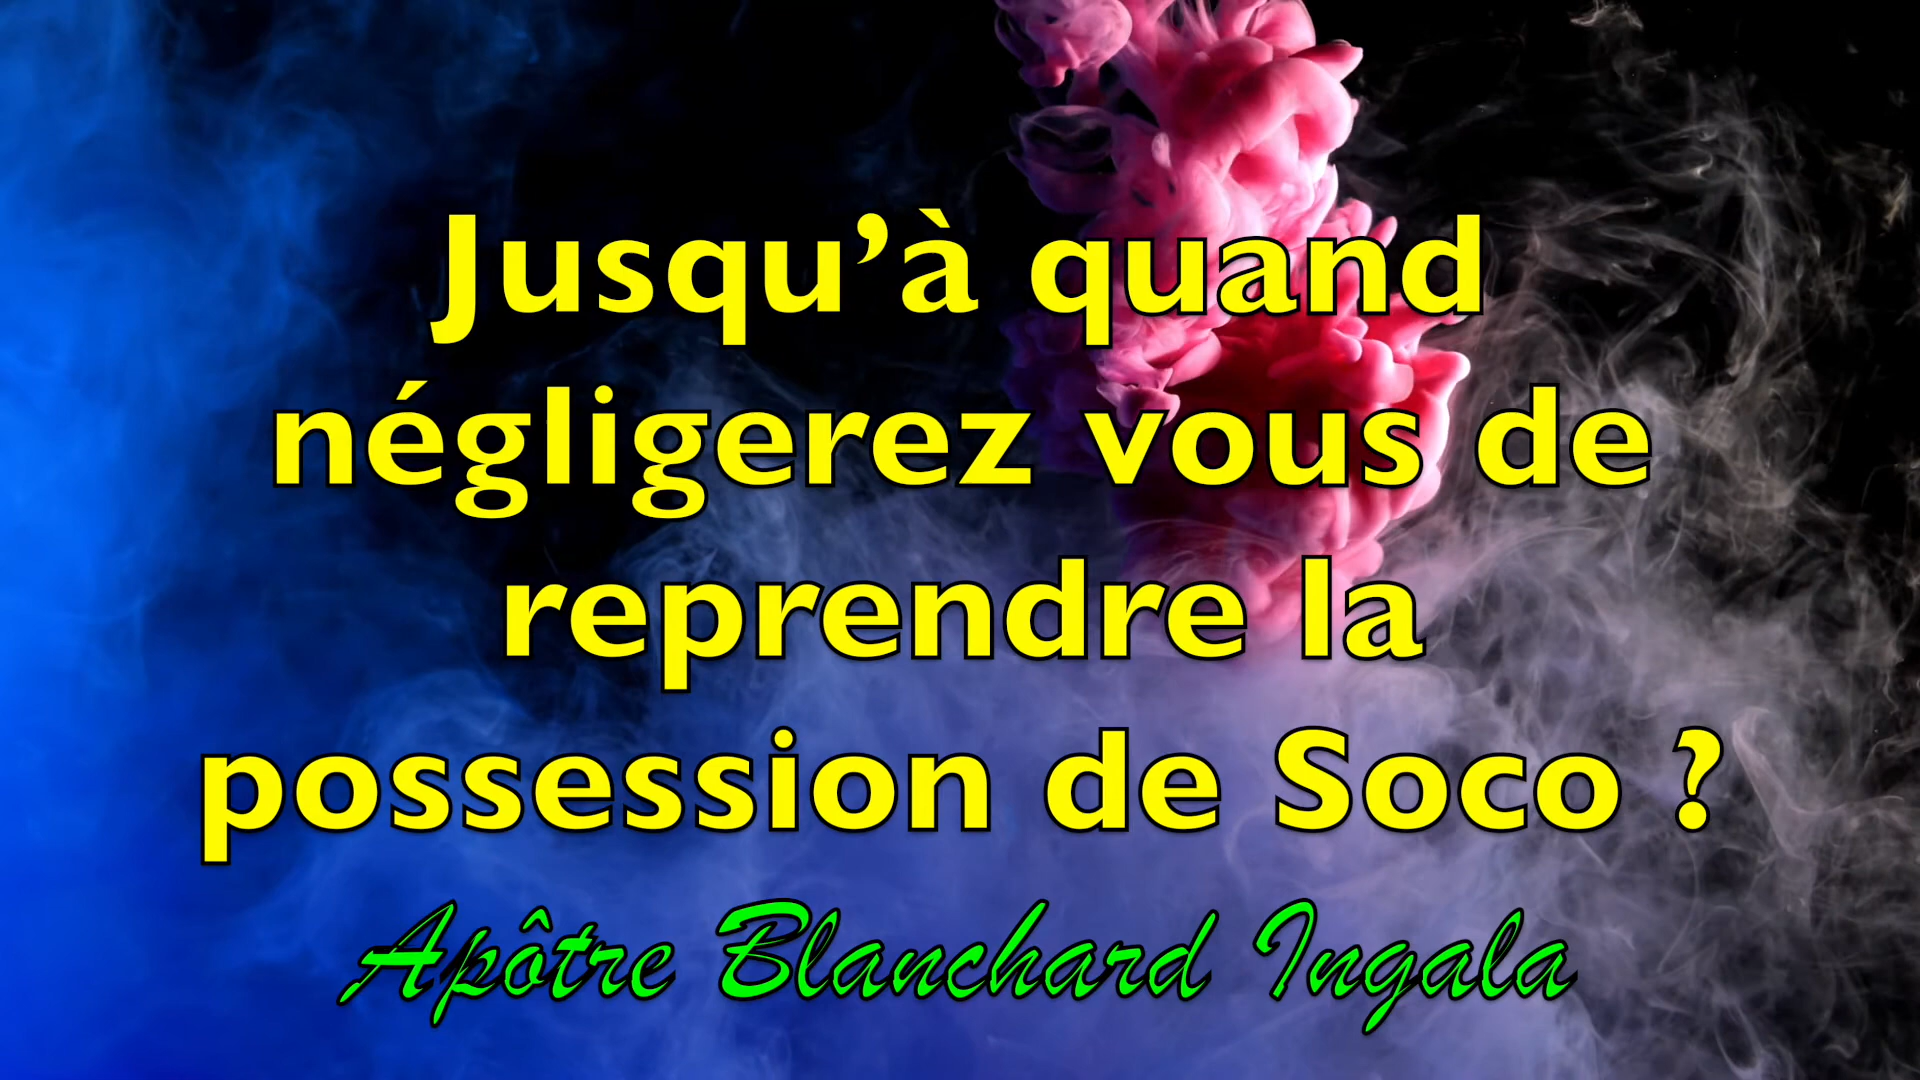 Jusqu’à quand
négligerez vous de
reprendre la
possession de Soco ?
Apôtre Blanchard Ingala